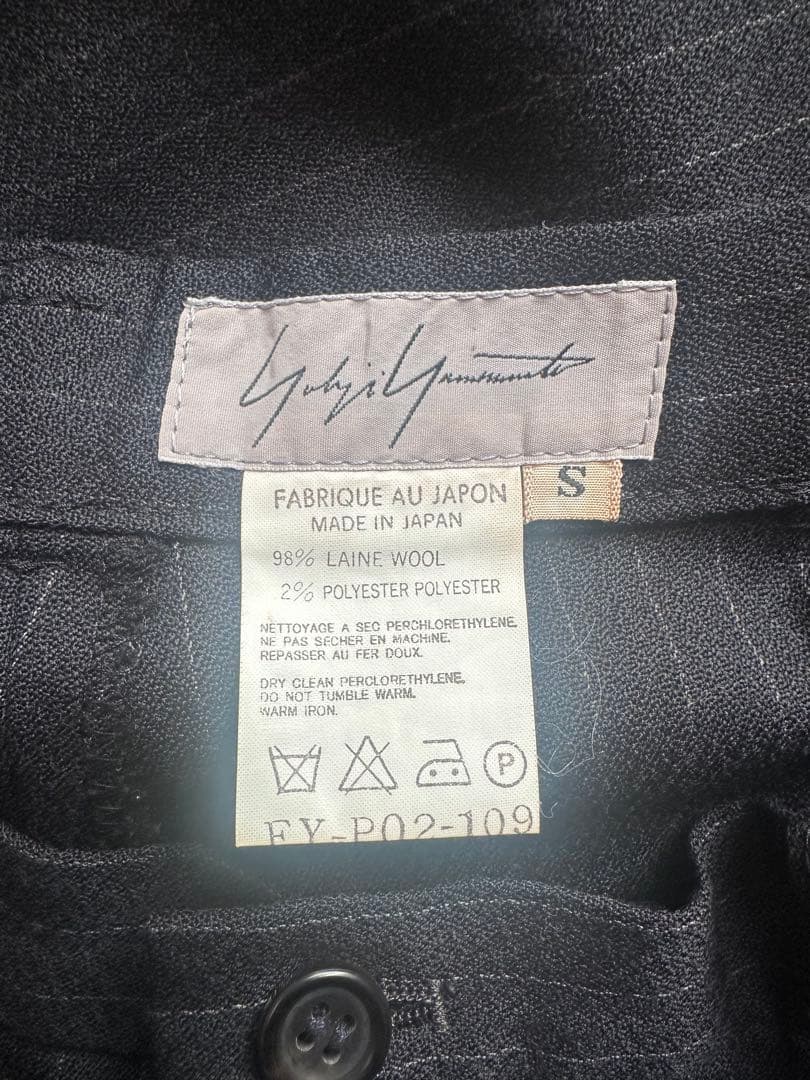 Yohji Yamamoto
S
FABRIQUE AU JAPON
MADE IN JAPAN
98% LAINE WOOL
2% POLYESTER POLYESTER
NETTOYAGE A SEC PERCHLORETHYLENE.
NE PAS SECHER EN MACHINE.
REPASSER AU FER DOUX.
DRY CLEAN PERCLORETHYLENE.
DO NOT TUMBLE WARM.
WARM IRON.
P
FY-P02-109